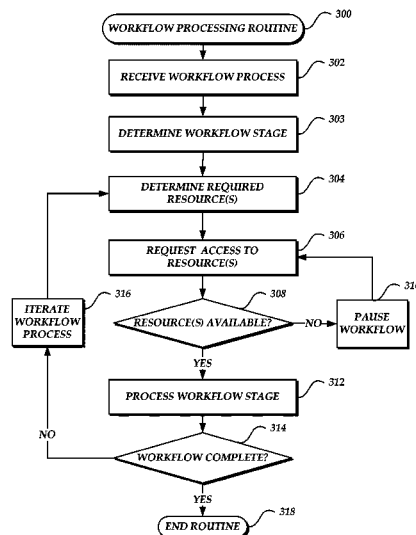 WORKFLOW PROCESSING ROUTINE
300
RECEIVE WORKFLOW PROCESS
302
DETERMINE WORKFLOW STAGE
303
DETERMINE REQUIRED
RESOURCE(S)
304
REQUEST ACCESS TO
RESOURCE(S)
306
RESOURCE(S) AVAILABLE?
308
NO
PAUSE
WORKFLOW
ITERATE
WORKFLOW
PROCESS
316
YES
PROCESS WORKFLOW STAGE
312
WORKFLOW COMPLETE?
314
NO
YES
END ROUTINE
318